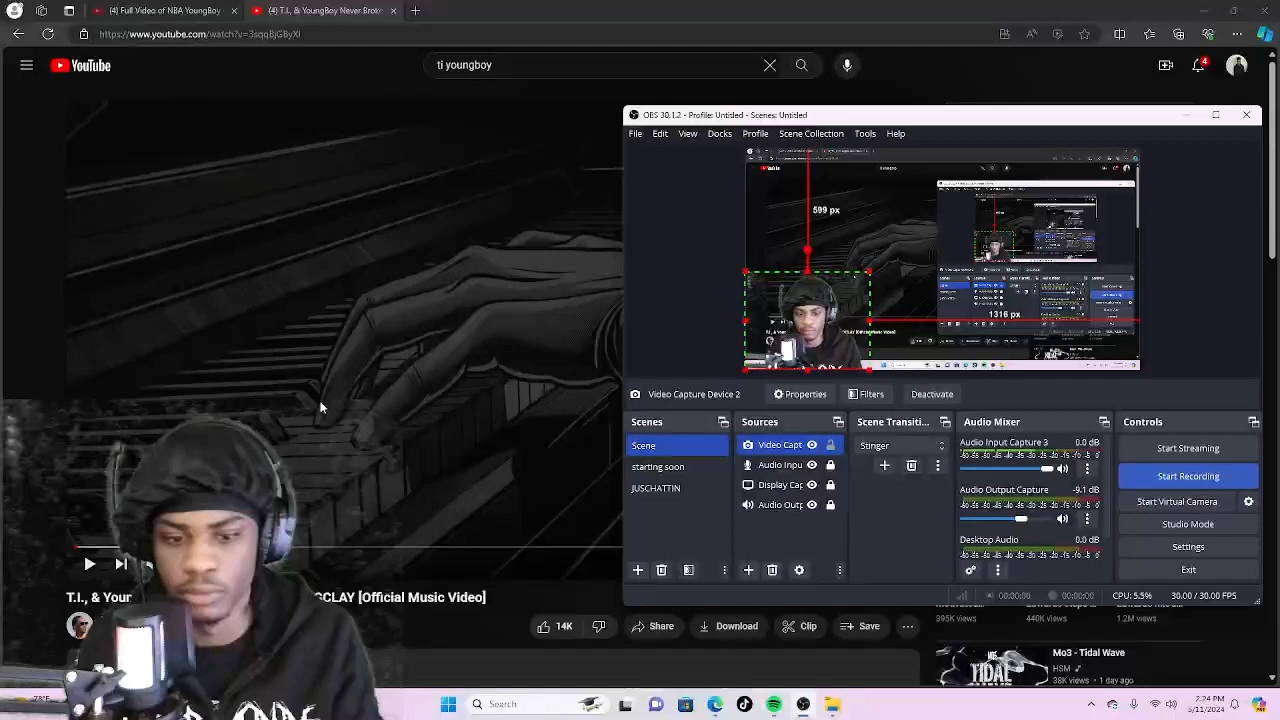 (4) Full Video of NBA YoungBoy
(4) T.I., & YoungBoy Never Broke
https://www.youtube.com/watch?v=3sqqBjGByXI
YouTube
ti youngboy
4
OBS 30.1.2 - Profile: Untitled - Scenes: Untitled
File Edit View Docks Profile Scene Collection Tools Help
599 px
1316 px
Video Capture Device 2
Properties
Filters
Deactivate
Scenes
Sources
Scene Transiti...
Audio Mixer
Controls
Scene
starting soon
JUSCHATTIN
Video Capt
Audio Inpu
Display Cap
Audio Outp
Stinger
Audio Input Capture 3 0.0 dB
Audio Output Capture -9.1 dB
Desktop Audio 0.0 dB
Start Streaming
Start Recording
Start Virtual Camera
Studio Mode
Settings
Exit
00:00:00
00:00:00
CPU: 5.5%
30.00 / 30.00 FPS
T.I., & Your
CLAY [Official Music Video]
14K
Share
Download
Clip
Save
395K views
440K views
1.2M views
Mo3 - Tidal Wave
HSM
38K views • 1 day ago
TIDAL
Search
2:24 PM
5/11/2024